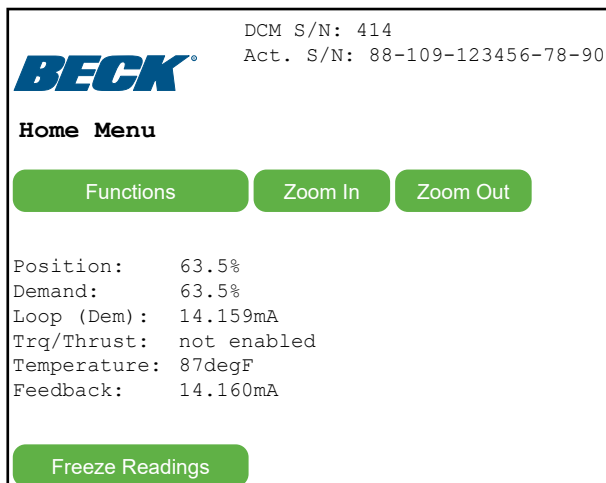 DCM S/N: 414
Act. S/N: 88-109-123456-78-90
BECK®
Home Menu
Functions Zoom In Zoom Out
Position: 63.5%
Demand: 63.5%
Loop (Dem): 14.159mA
Trq/Thrust: not enabled
Temperature: 87degF
Feedback: 14.160mA
Freeze Readings